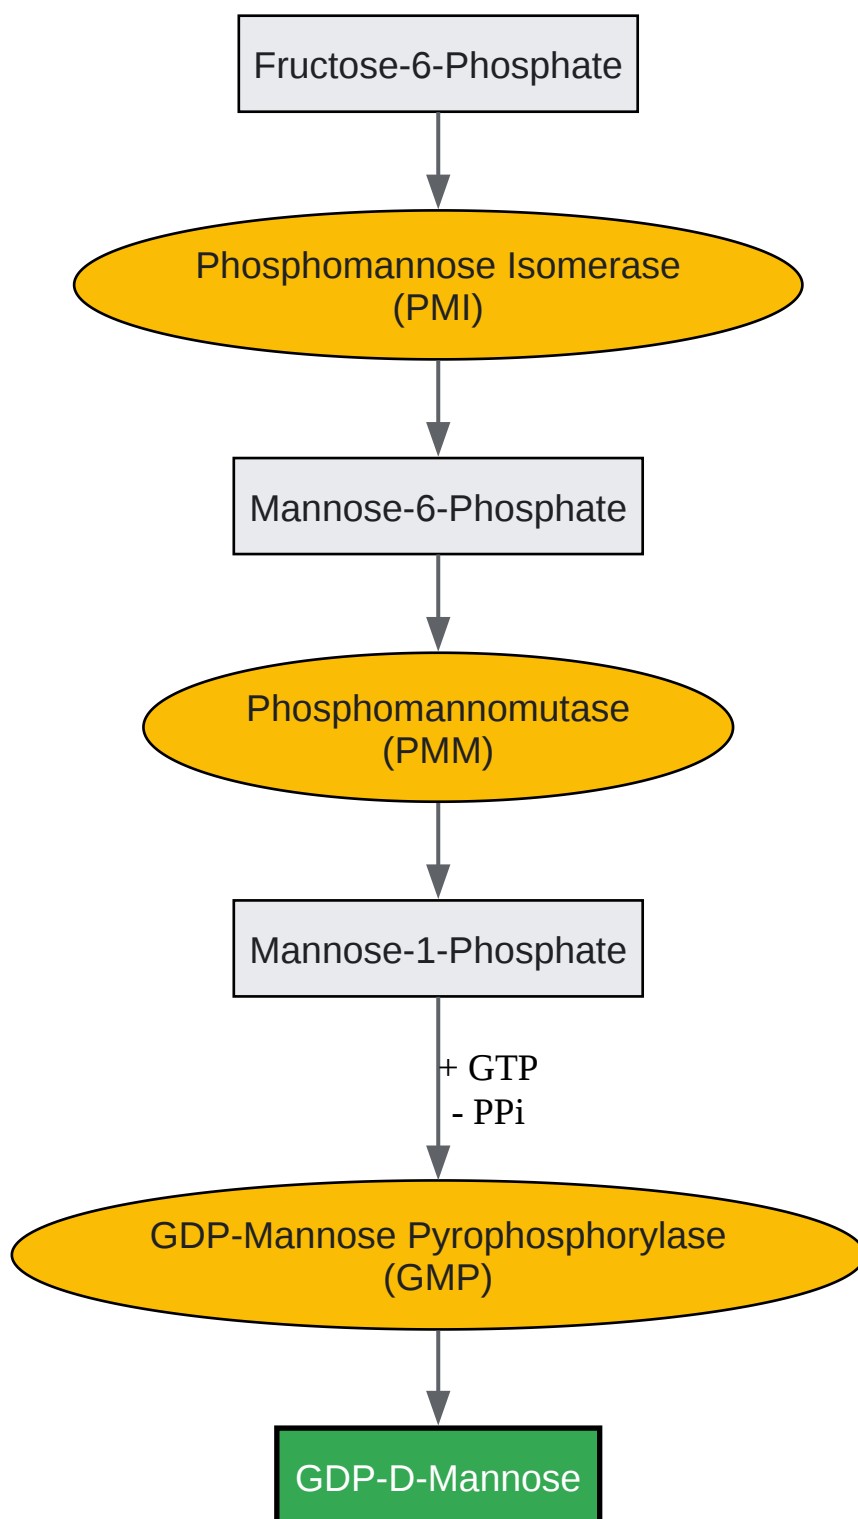 Fructose-6-Phosphate
Phosphomannose Isomerase
(PMI)
Mannose-6-Phosphate
Phosphomannomutase
(PMM)
Mannose-1-Phosphate
+ GTP
- PPi
GDP-Mannose Pyrophosphorylase
(GMP)
GDP-D-Mannose